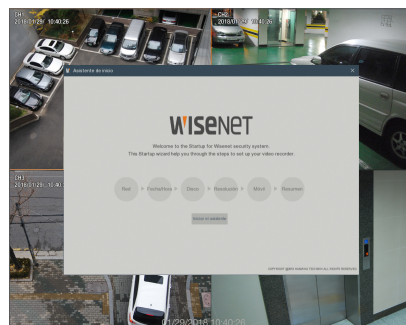 CH1
2018/01/29/ 10:40:26
CH2
2018/01/29/ 10:40:26
Asistente de inicio
WISENET
Welcome to the Startup for Wisenet security system.
This Startup wizard help you through the steps to set up your video recorder.
Red > Fecha/Hora > Disco > Resolución > Móvil > Resumen
Iniciar el asistente
CH3
2018/01/29/ 10:40:
01/29/2018 10:40:26